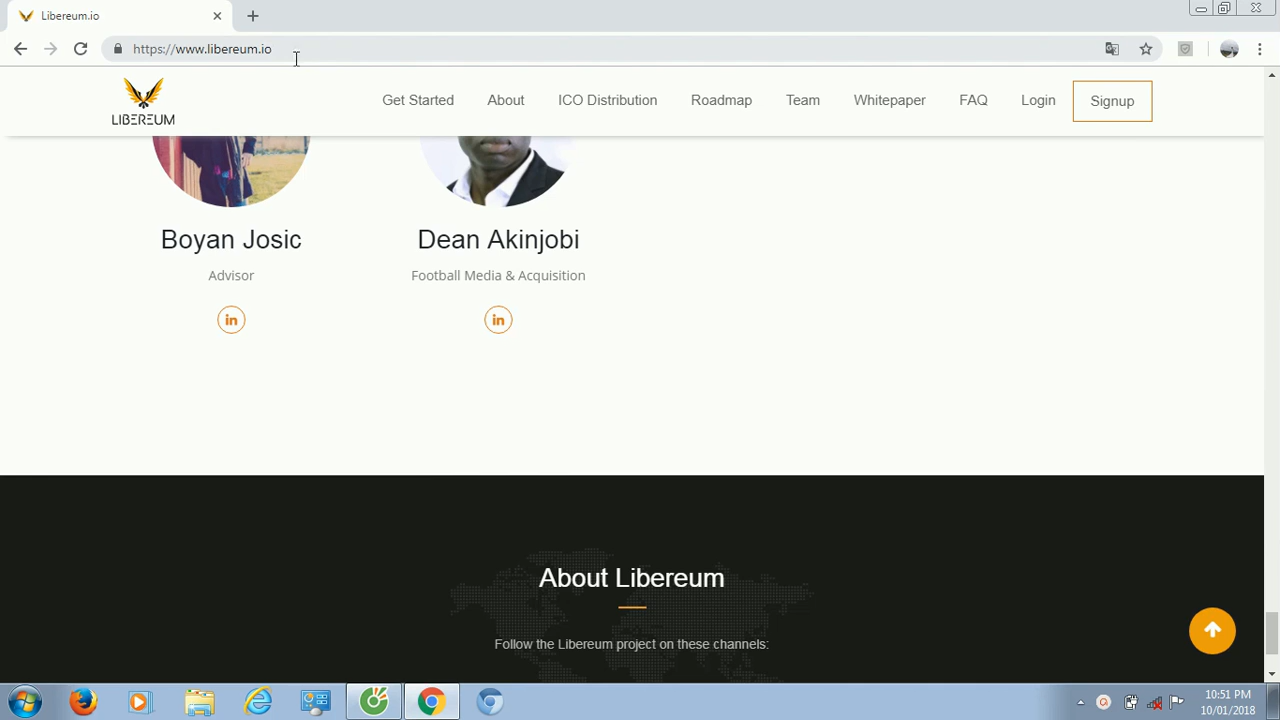 Libereum.io
https://www.libereum.io
LIBEREUM
Get Started
About
ICO Distribution
Roadmap
Team
Whitepaper
FAQ
Login
Signup
Boyan Josic
Dean Akinjobi
Advisor
Football Media & Acquisition
in
in
About Libereum
Follow the Libereum project on these channels:
10:51 PM
10/01/2018